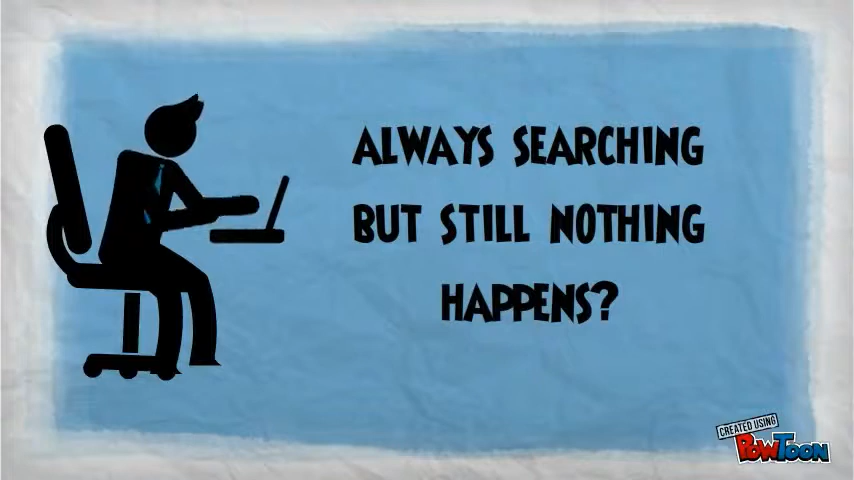 ALWAYS SEARCHING
BUT STILL NOTHING
HAPPENS?
CREATED USING
POWTOON